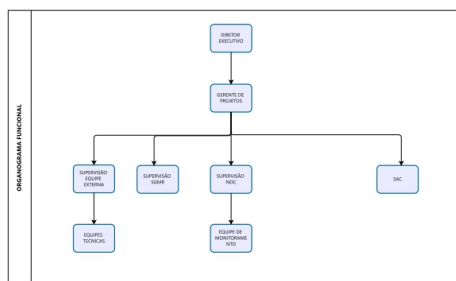 ORGANOGRAMA FUNCIONAL
DIRETOR
EXECUTIVO
GERENTE DE
PROJETOS
SUPERVISÃO
EQUIPE
EXTERNA
SUPERVISÃO
SGMR
SUPERVISÃO
NOC
SAC
EQUIPES
TECNICAS
EQUIPE DE
MONITORAME
NTO